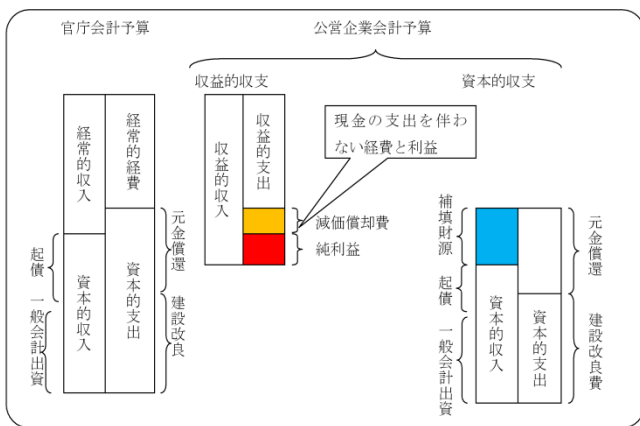 官庁会計予算
公営企業会計予算
収益的収支
資本的収支
経常的収入
経常的経費
資本的収入
資本的支出
起債
一般会計出資
元金償還
建設改良
収益的収入
収益的支出
現金の支出を伴わ
ない経費と利益
減価償却費
純利益
補填財源
起債
一般会計出資
資本的収入
資本的支出
元金償還
建設改良費